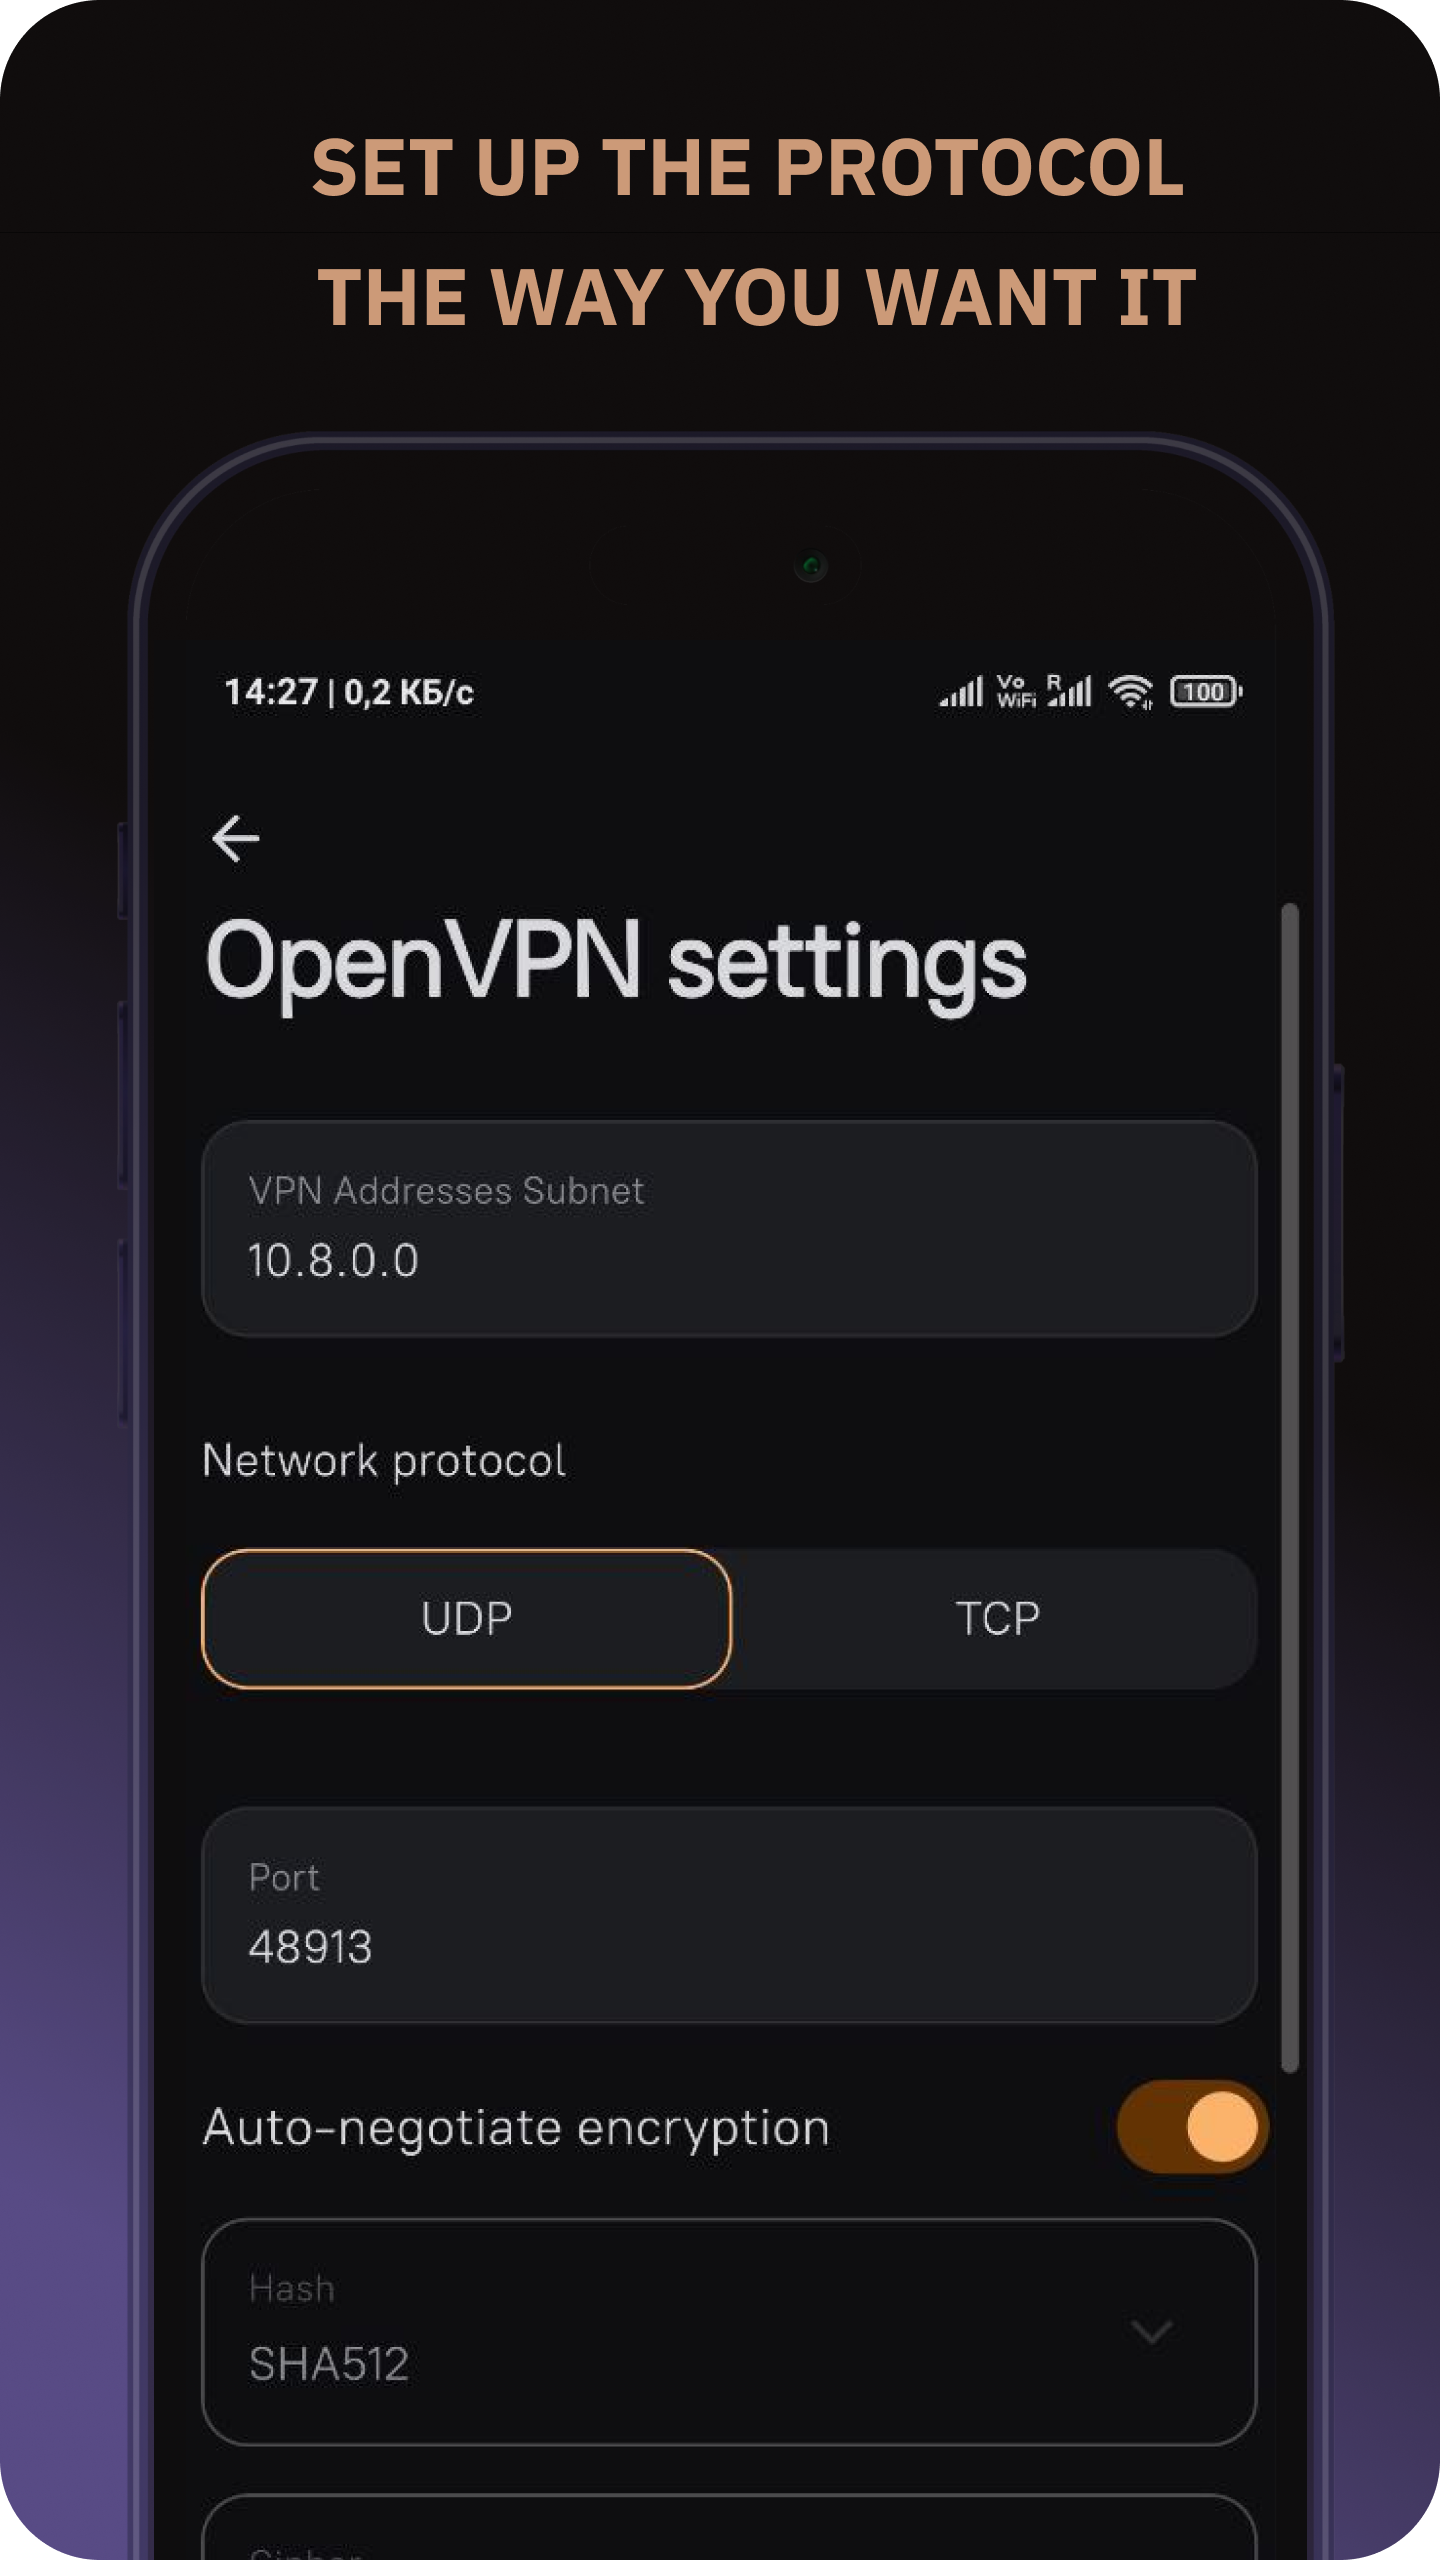 SET UP THE PROTOCOL
THE WAY YOU WANT IT
14:27 | 0,2 КБ/с
Vo WiFi R 100
OpenVPN settings
VPN Addresses Subnet
10.8.0.0
Network protocol
UDP TCP
Port
48913
Auto-negotiate encryption
Hash
SHA512